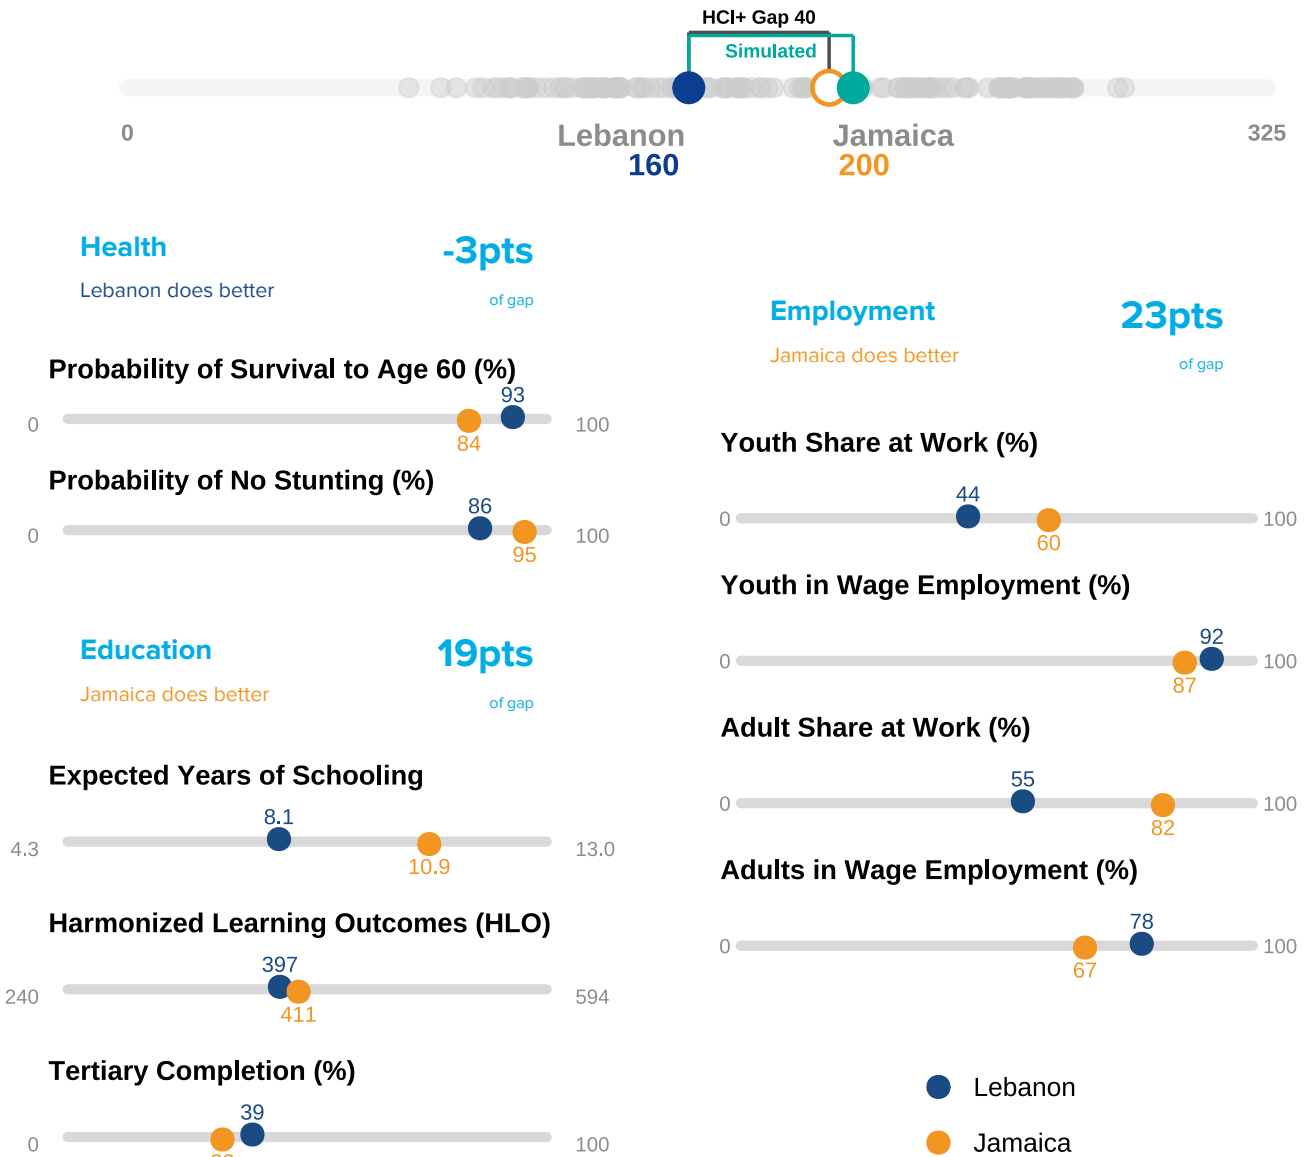 HCI+ Gap 40
Simulated
0
Lebanon
160
Jamaica
200
325
Health
-3pts
Lebanon does better
of gap
Probability of Survival to Age 60 (%)
93
0
100
84
Probability of No Stunting (%)
86
0
100
95
Education
19pts
Jamaica does better
of gap
Expected Years of Schooling
8.1
4.3
13.0
10.9
Harmonized Learning Outcomes (HLO)
397
240
594
411
Tertiary Completion (%)
39
0
100
Employment
23pts
Jamaica does better
of gap
Youth Share at Work (%)
44
0
100
60
Youth in Wage Employment (%)
92
0
100
87
Adult Share at Work (%)
55
0
100
82
Adults in Wage Employment (%)
78
0
100
67
Lebanon
Jamaica